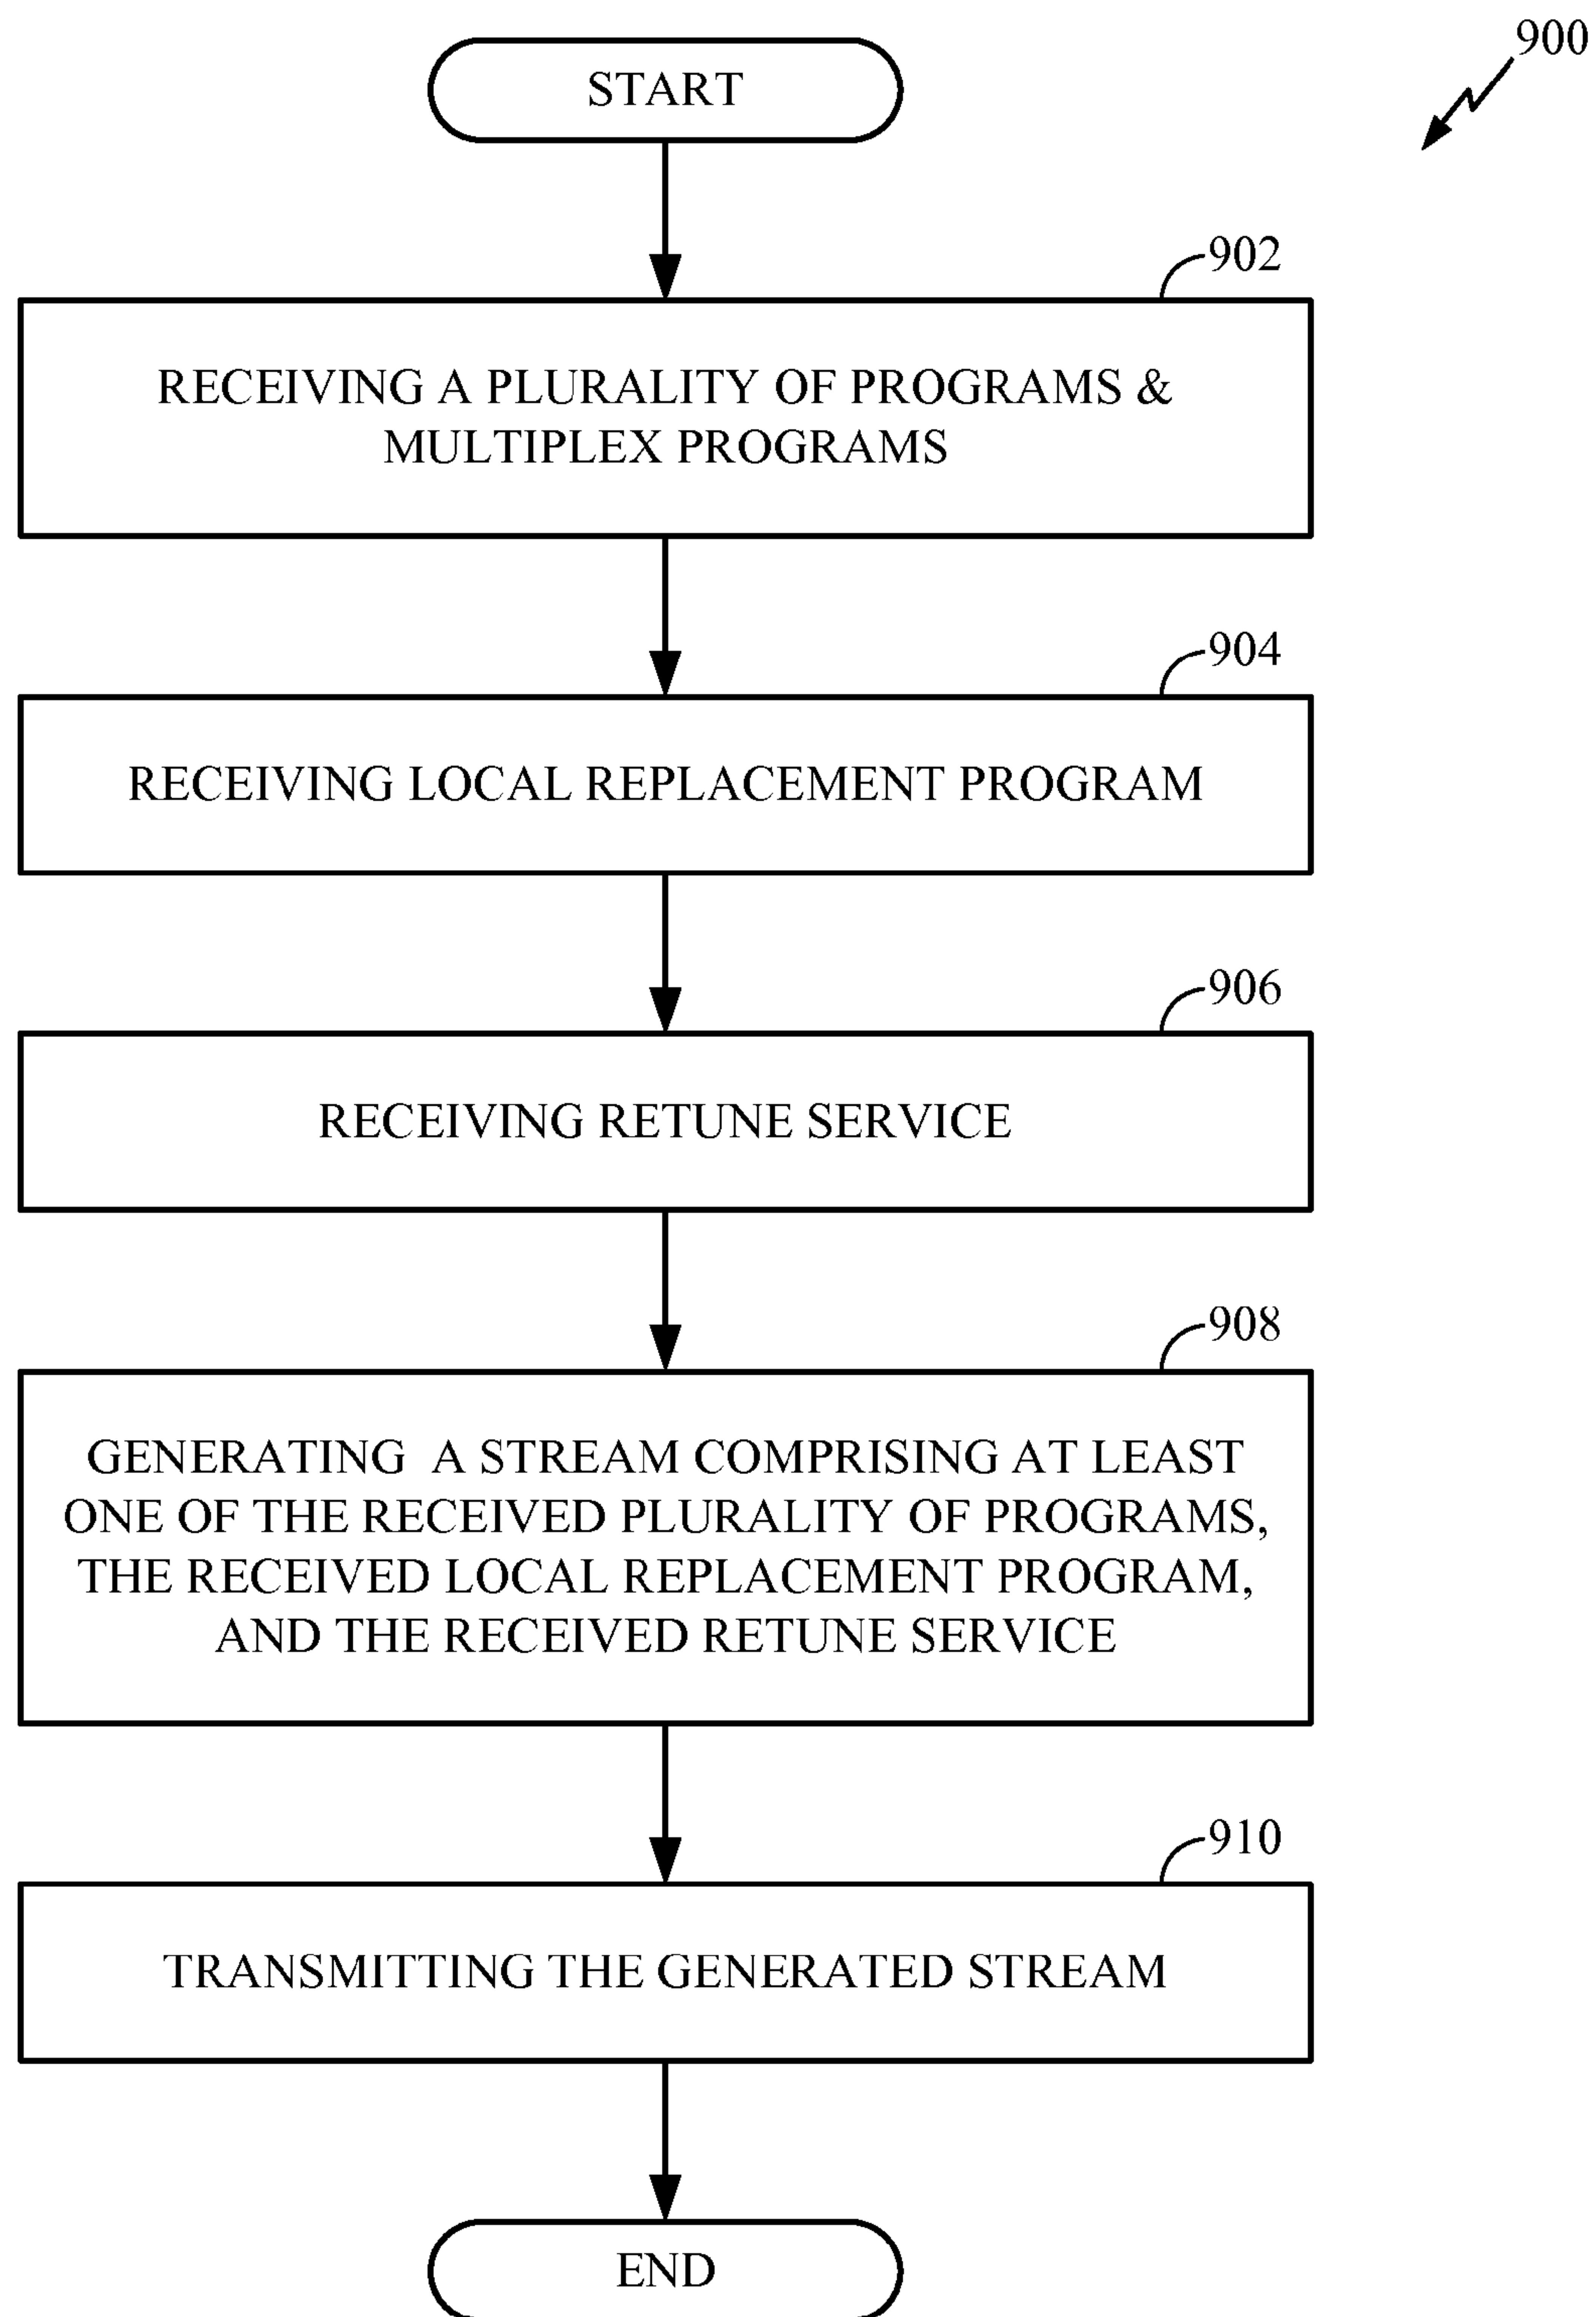 900
START
902
RECEIVING A PLURALITY OF PROGRAMS &
MULTIPLEX PROGRAMS
904
RECEIVING LOCAL REPLACEMENT PROGRAM
906
RECEIVING RETUNE SERVICE
908
GENERATING A STREAM COMPRISING AT LEAST
ONE OF THE RECEIVED PLURALITY OF PROGRAMS,
THE RECEIVED LOCAL REPLACEMENT PROGRAM,
AND THE RECEIVED RETUNE SERVICE
910
TRANSMITTING THE GENERATED STREAM
END